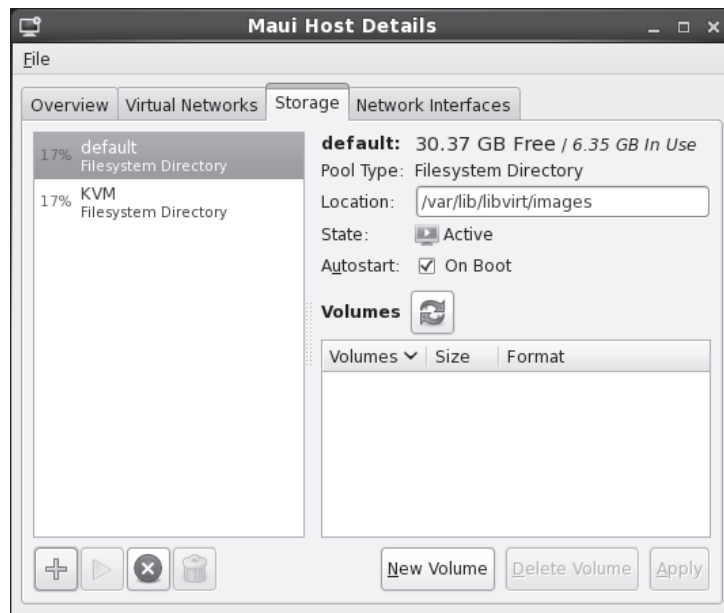 Maui Host Details
File
Overview Virtual Networks Storage Network Interfaces
17% default
Filesystem Directory
17% KVM
Filesystem Directory
default: 30.37 GB Free / 6.35 GB In Use
Pool Type: Filesystem Directory
Location: /var/lib/libvirt/images
State: Active
Autostart: On Boot
Volumes
Volumes Size Format
New Volume Delete Volume Apply